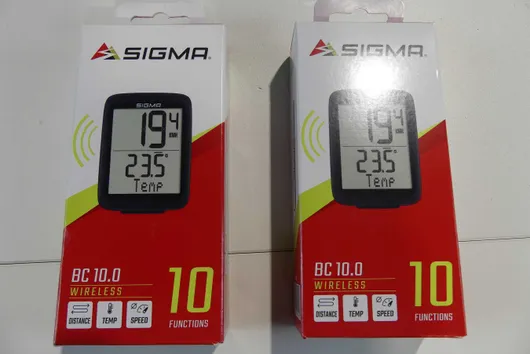 SIGMA
SIGMA
19 4
23.5
Temp
BC 10.0
WIRELESS
DISTANCE TEMP SPEED
10
FUNCTIONS
SIGMA
19 4
23.5
Temp
BC 10.0
WIRELESS
DISTANCE TEMP SPEED
10
FUNCTIONS